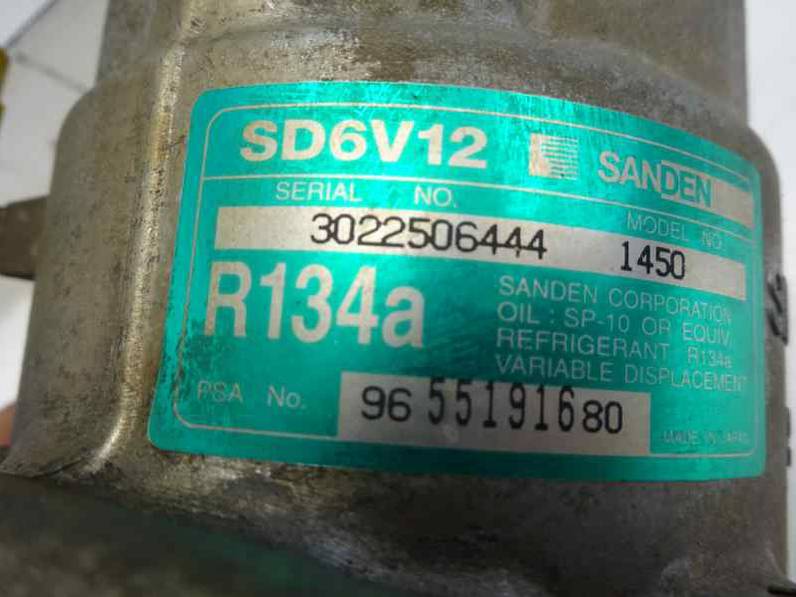 SD6V12 SANDEN
SERIAL NO. MODEL NO.
3022506444 1450
R134a
SANDEN CORPORATION
OIL : SP-10 OR EQUIV.
REFRIGERANT R134a
VARIABLE DISPLACEMENT
PSA No. 96 55191680
MADE IN JAPAN